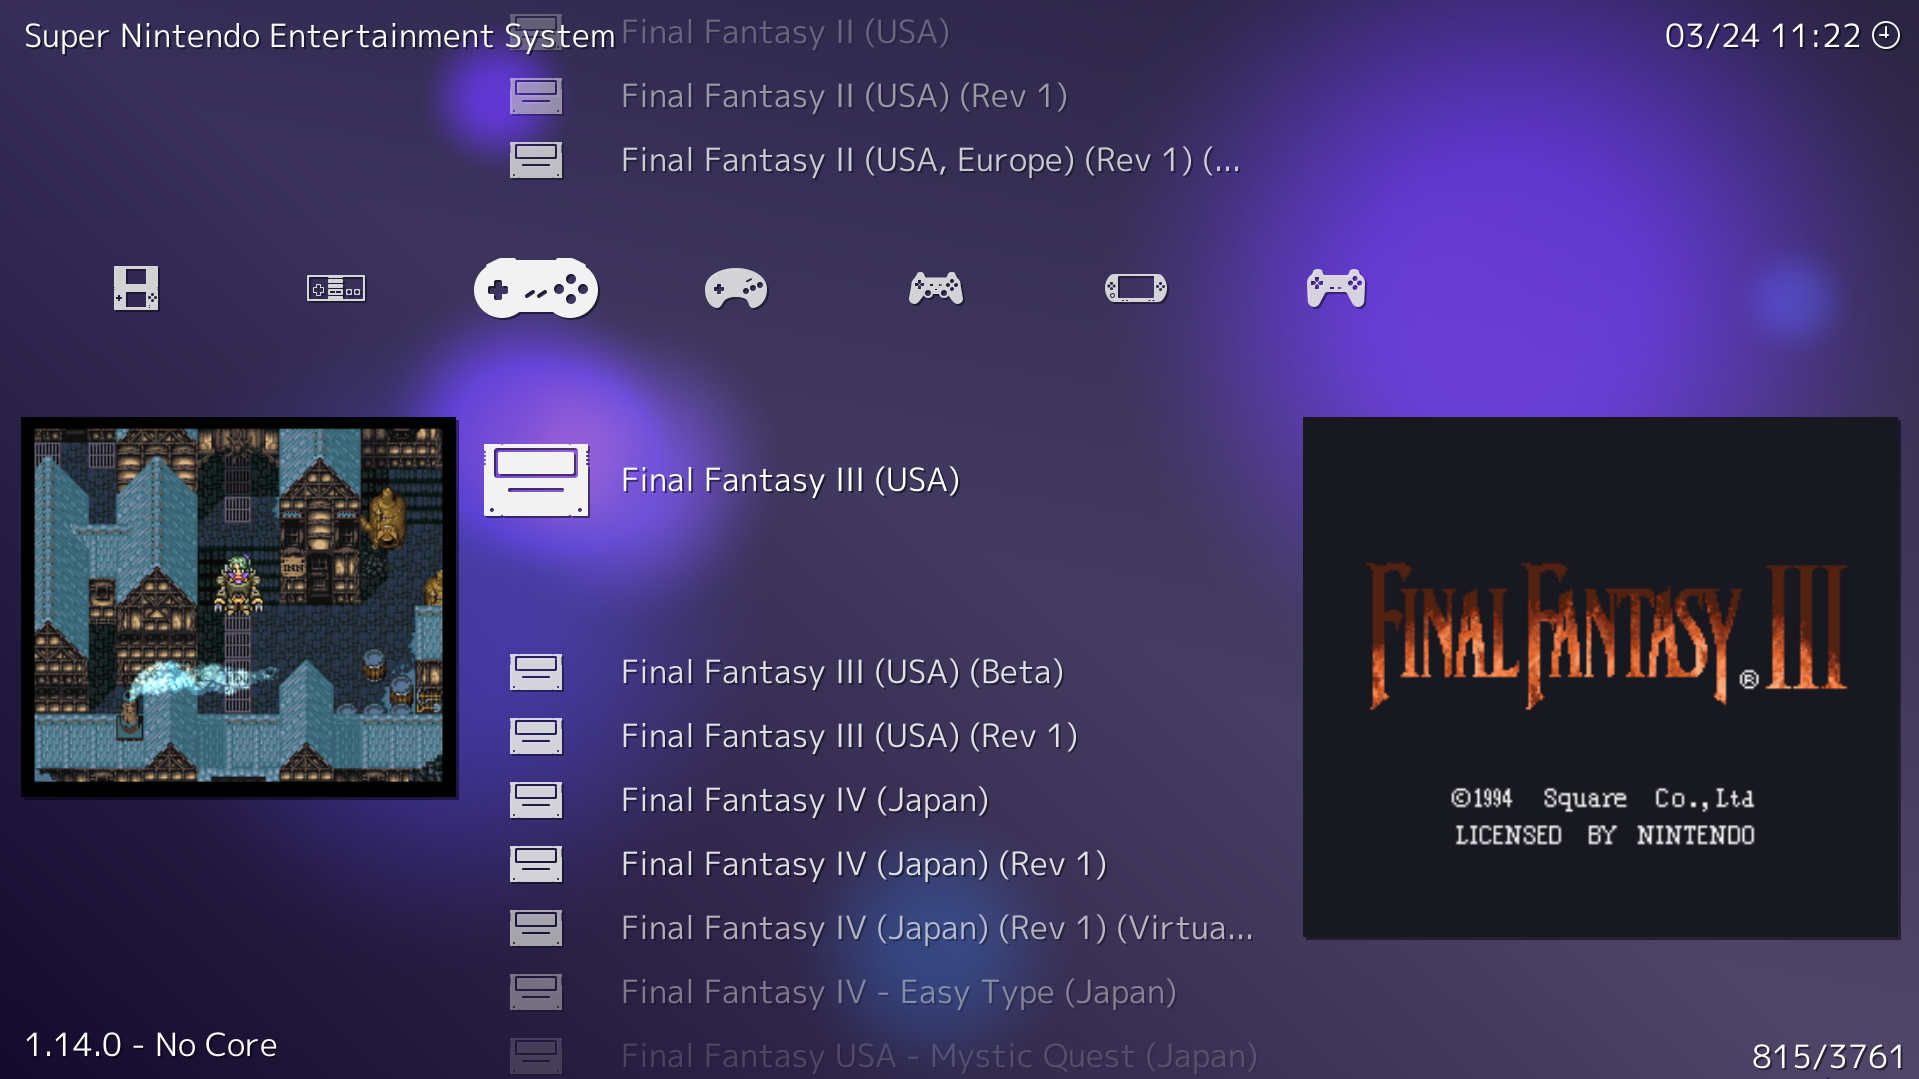 Super Nintendo Entertainment System
03/24 11:22
Final Fantasy II (USA)
Final Fantasy II (USA) (Rev 1)
Final Fantasy II (USA, Europe) (Rev 1) (...
Final Fantasy III (USA)
INN
FINAL FANTASY® III
©1994 Square Co.,Ltd
LICENSED BY NINTENDO
Final Fantasy III (USA) (Beta)
Final Fantasy III (USA) (Rev 1)
Final Fantasy IV (Japan)
Final Fantasy IV (Japan) (Rev 1)
Final Fantasy IV (Japan) (Rev 1) (Virtua...
Final Fantasy IV - Easy Type (Japan)
Final Fantasy USA - Mystic Quest (Japan)
1.14.0 - No Core
815/3761